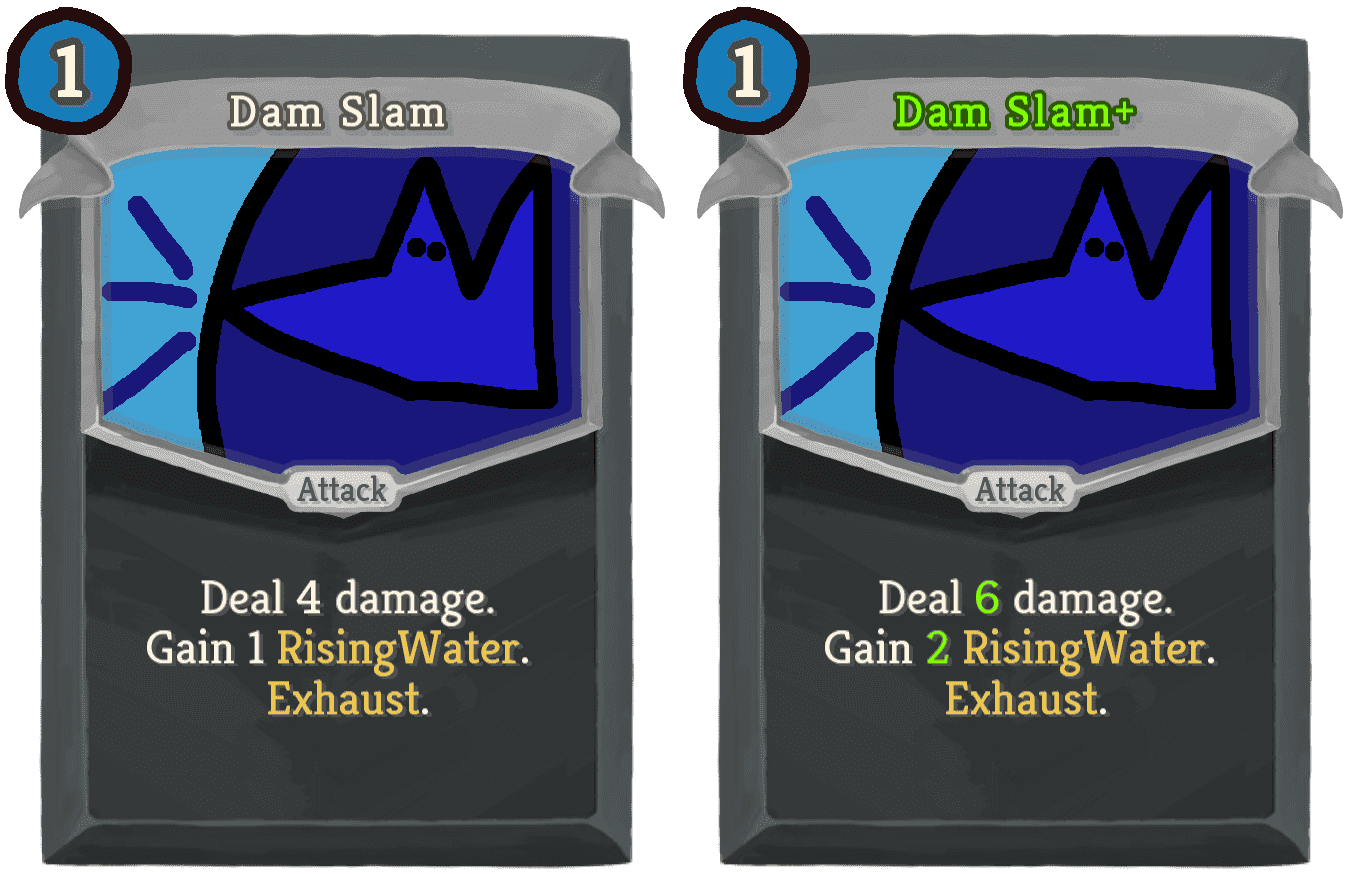 1
Dam Slam
Attack
Deal 4 damage.
Gain 1 RisingWater.
Exhaust.
1
Dam Slam+
Attack
Deal 6 damage.
Gain 2 RisingWater.
Exhaust.